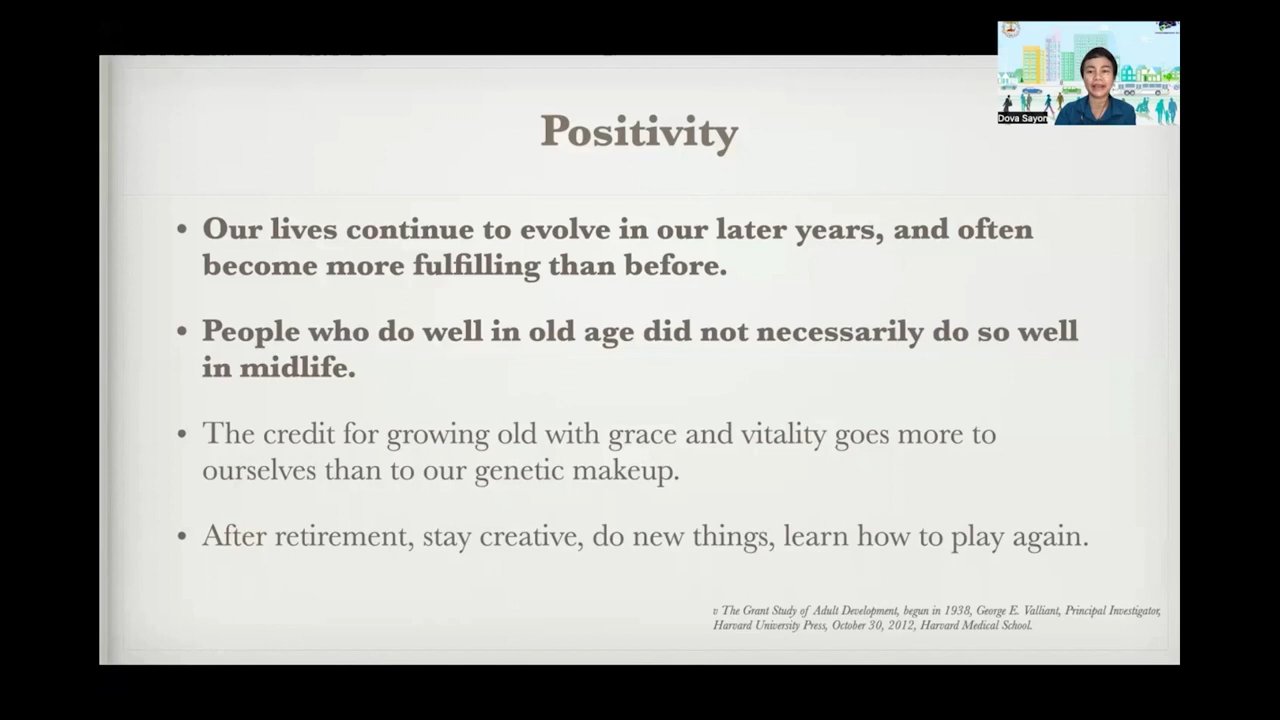 Dova Sayon
Positivity
• Our lives continue to evolve in our later years, and often
become more fulfilling than before.
• People who do well in old age did not necessarily do so well
in midlife.
• The credit for growing old with grace and vitality goes more to
ourselves than to our genetic makeup.
• After retirement, stay creative, do new things, learn how to play again.
v The Grant Study of Adult Development, begun in 1938, George E. Valliant, Principal Investigator,
Harvard University Press, October 30, 2012, Harvard Medical School.